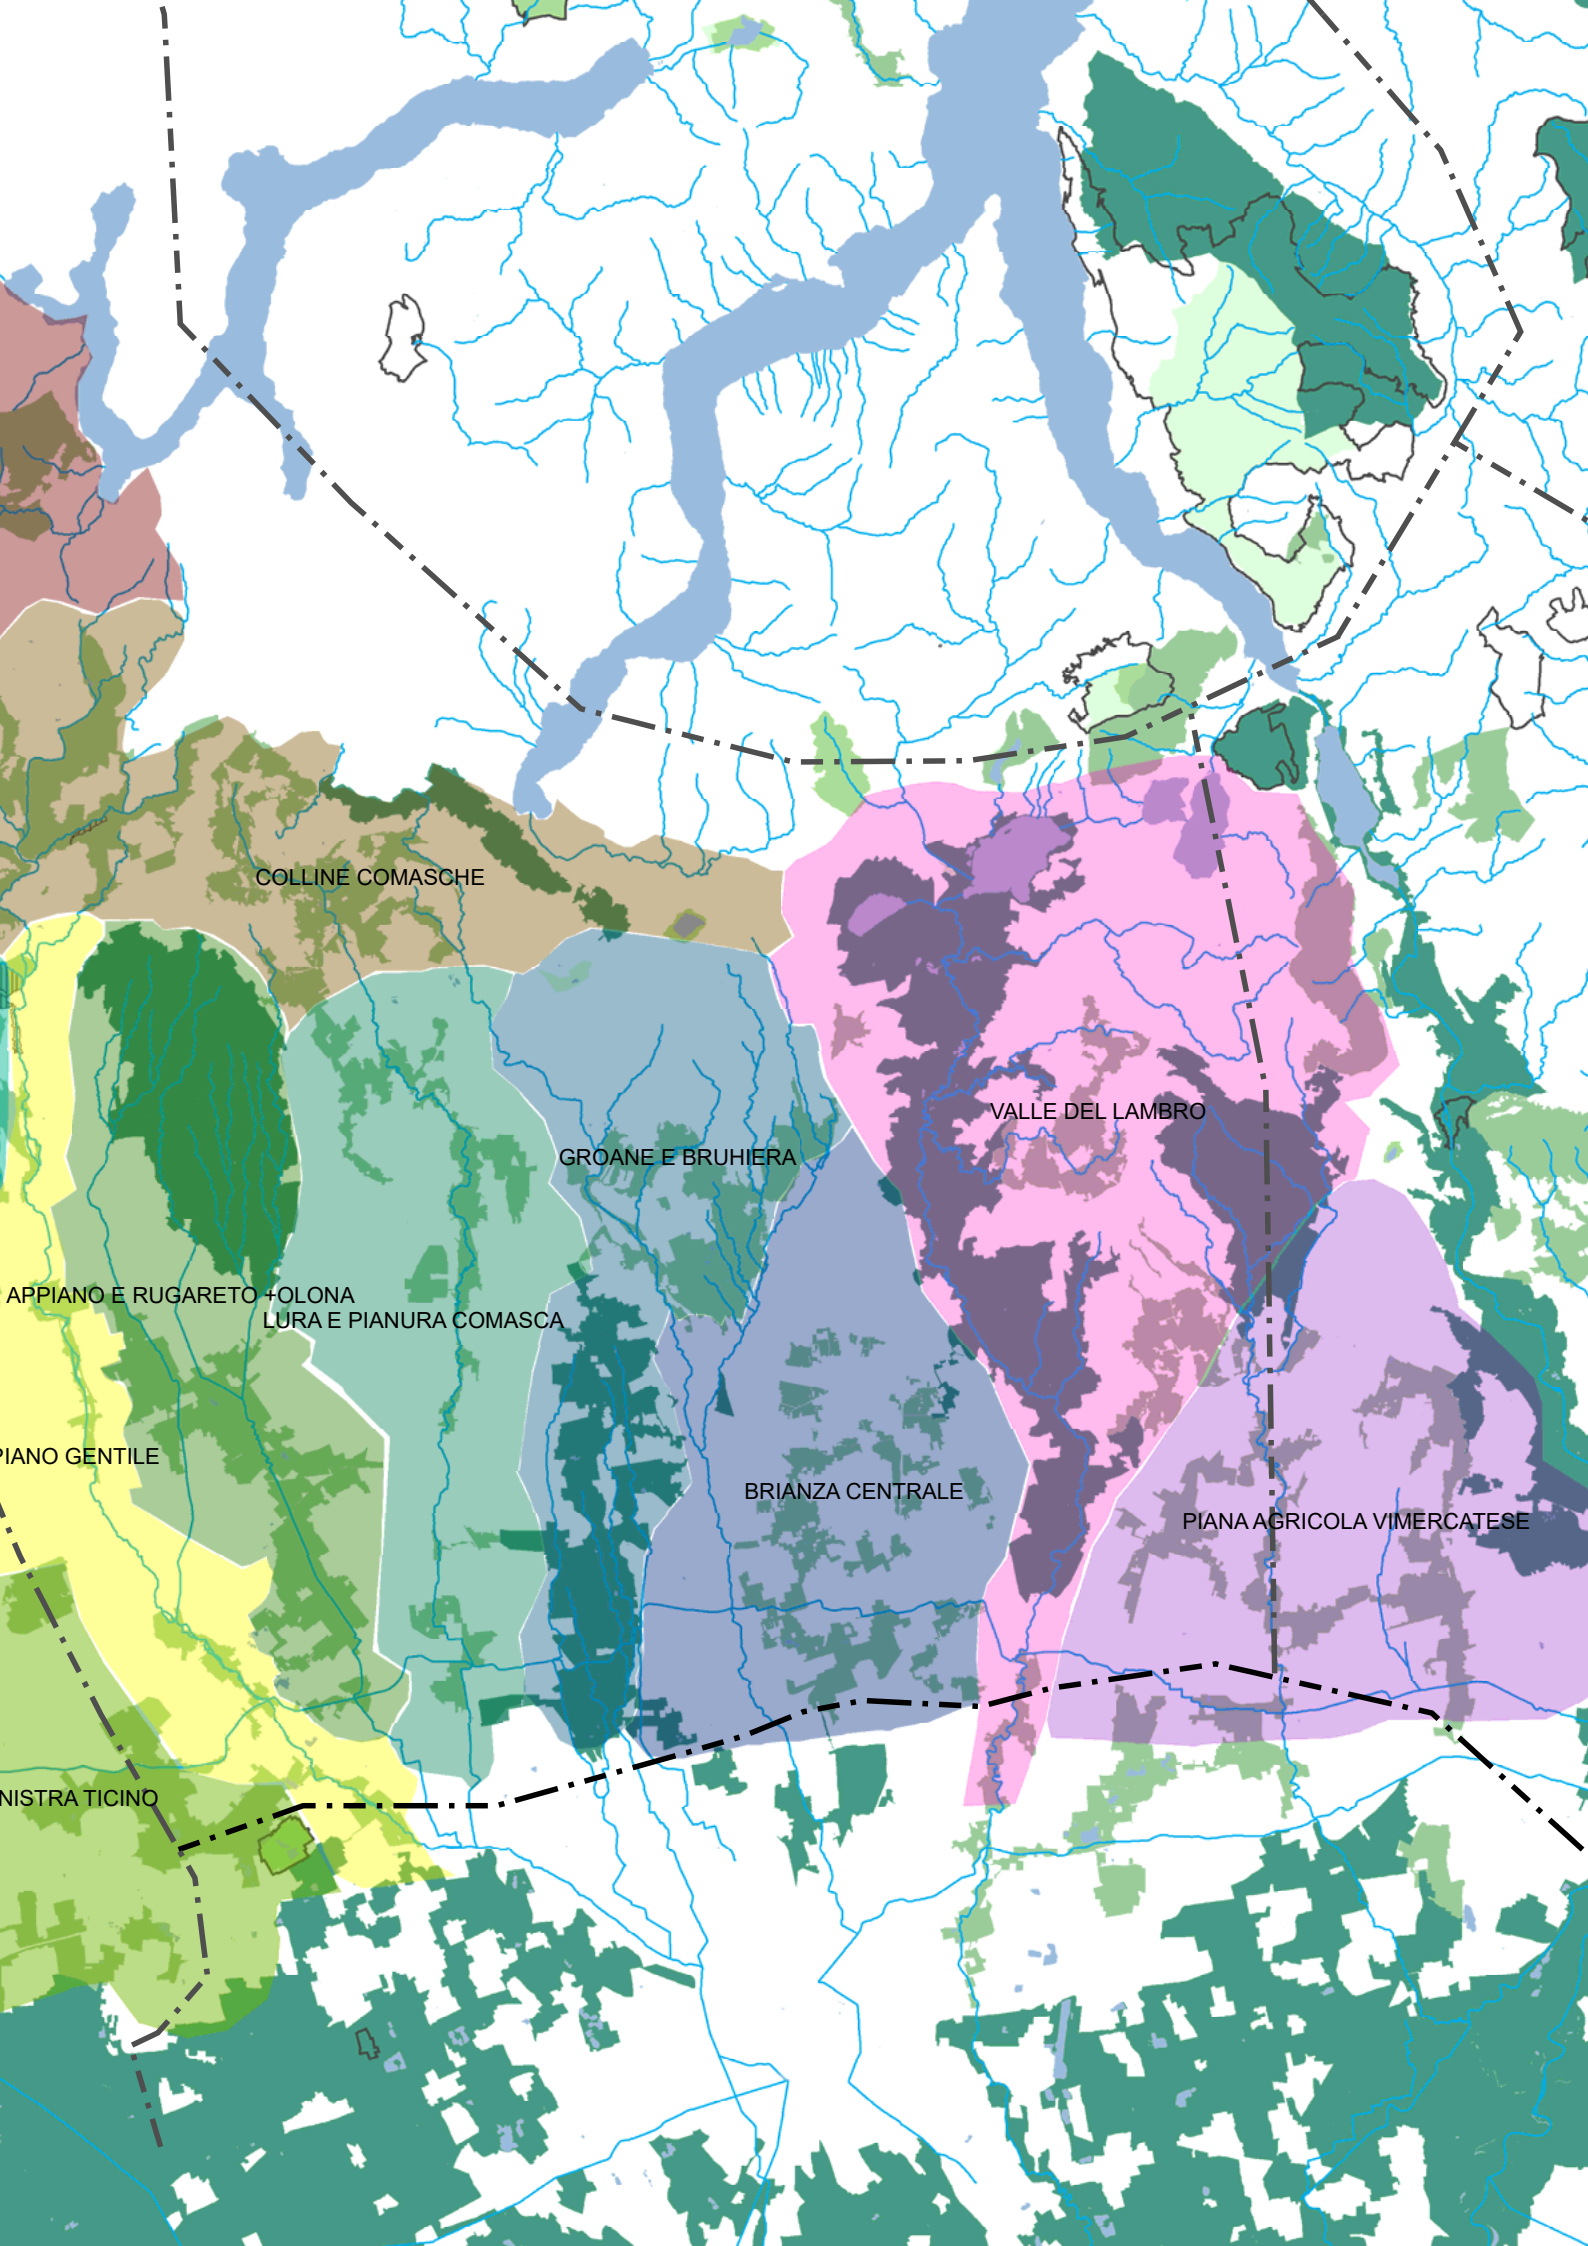 COLLINE COMASCHE
VALLE DEL LAMBRO
GROANE E BRUHIERA
APPIANO E RUGARETO +OLONA
LURA E PIANURA COMASCA
PIANO GENTILE
BRIANZA CENTRALE
PIANA AGRICOLA VIMERCATESE
NISTRA TICINO